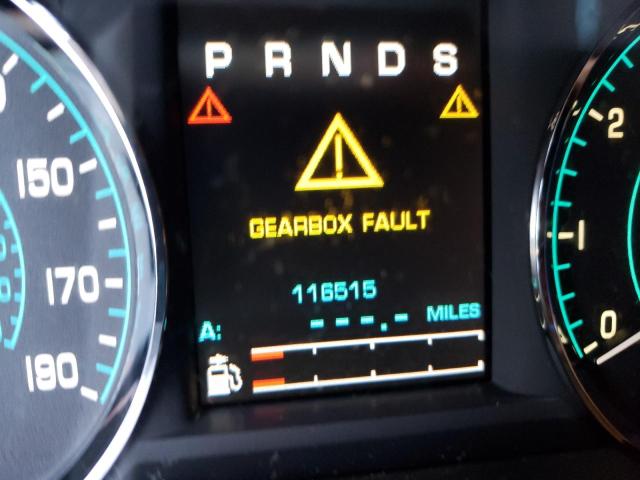 P R N D S
GEARBOX FAULT
116515
A: ---.- MILES
150
170
190
2
1
0